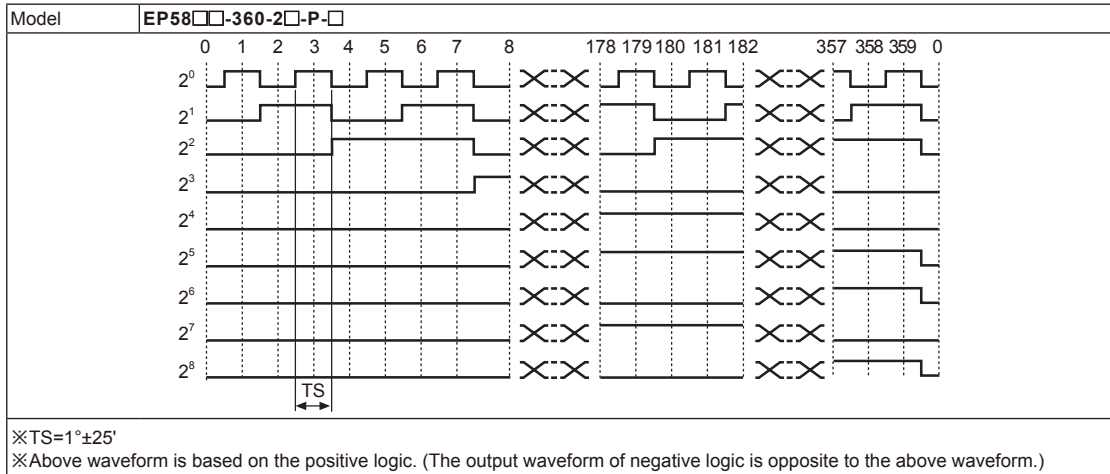 Model EP58□□-360-2□-P-□
0 1 2 3 4 5 6 7 8 178 179 180 181 182 357 358 359 0
2⁰
2¹
2²
2³
2⁴
2⁵
2⁶
2⁷
2⁸
TS
※TS=1°±25'
※Above waveform is based on the positive logic. (The output waveform of negative logic is opposite to the above waveform.)